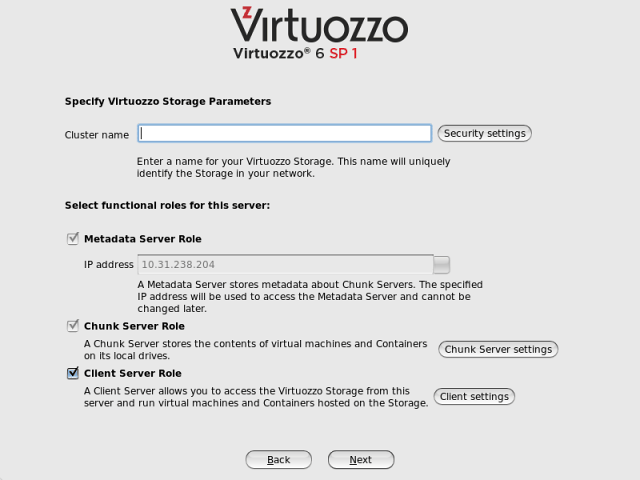 Virtuozzo
Virtuozzo® 6 SP 1
Specify Virtuozzo Storage Parameters
Cluster name
Security settings
Enter a name for your Virtuozzo Storage. This name will uniquely
identify the Storage in your network.
Select functional roles for this server:
Metadata Server Role
IP address 10.31.238.204
A Metadata Server stores metadata about Chunk Servers. The specified
IP address will be used to access the Metadata Server and cannot be
changed later.
Chunk Server Role
A Chunk Server stores the contents of virtual machines and Containers
on its local drives.
Chunk Server settings
Client Server Role
A Client Server allows you to access the Virtuozzo Storage from this
server and run virtual machines and Containers hosted on the Storage.
Client settings
Back Next